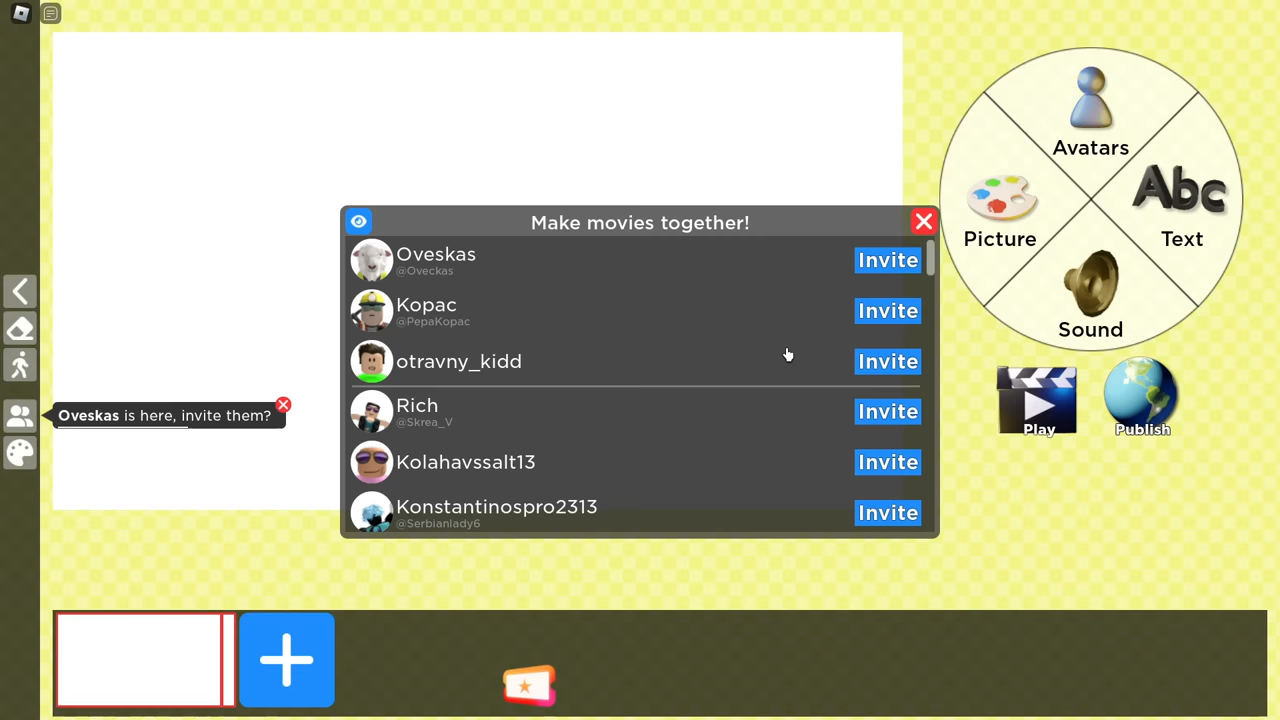 Make movies together!
Oveskas
@Oveckas
Invite
Kopac
@PepaKopac
Invite
otravny_kidd
Invite
Rich
@Skrea_V
Invite
Kolahavssalt13
Invite
Konstantinospro2313
@Serbianlady6
Invite
Oveskas is here, invite them?
Avatars
Picture
Abc
Text
Sound
Play
Publish